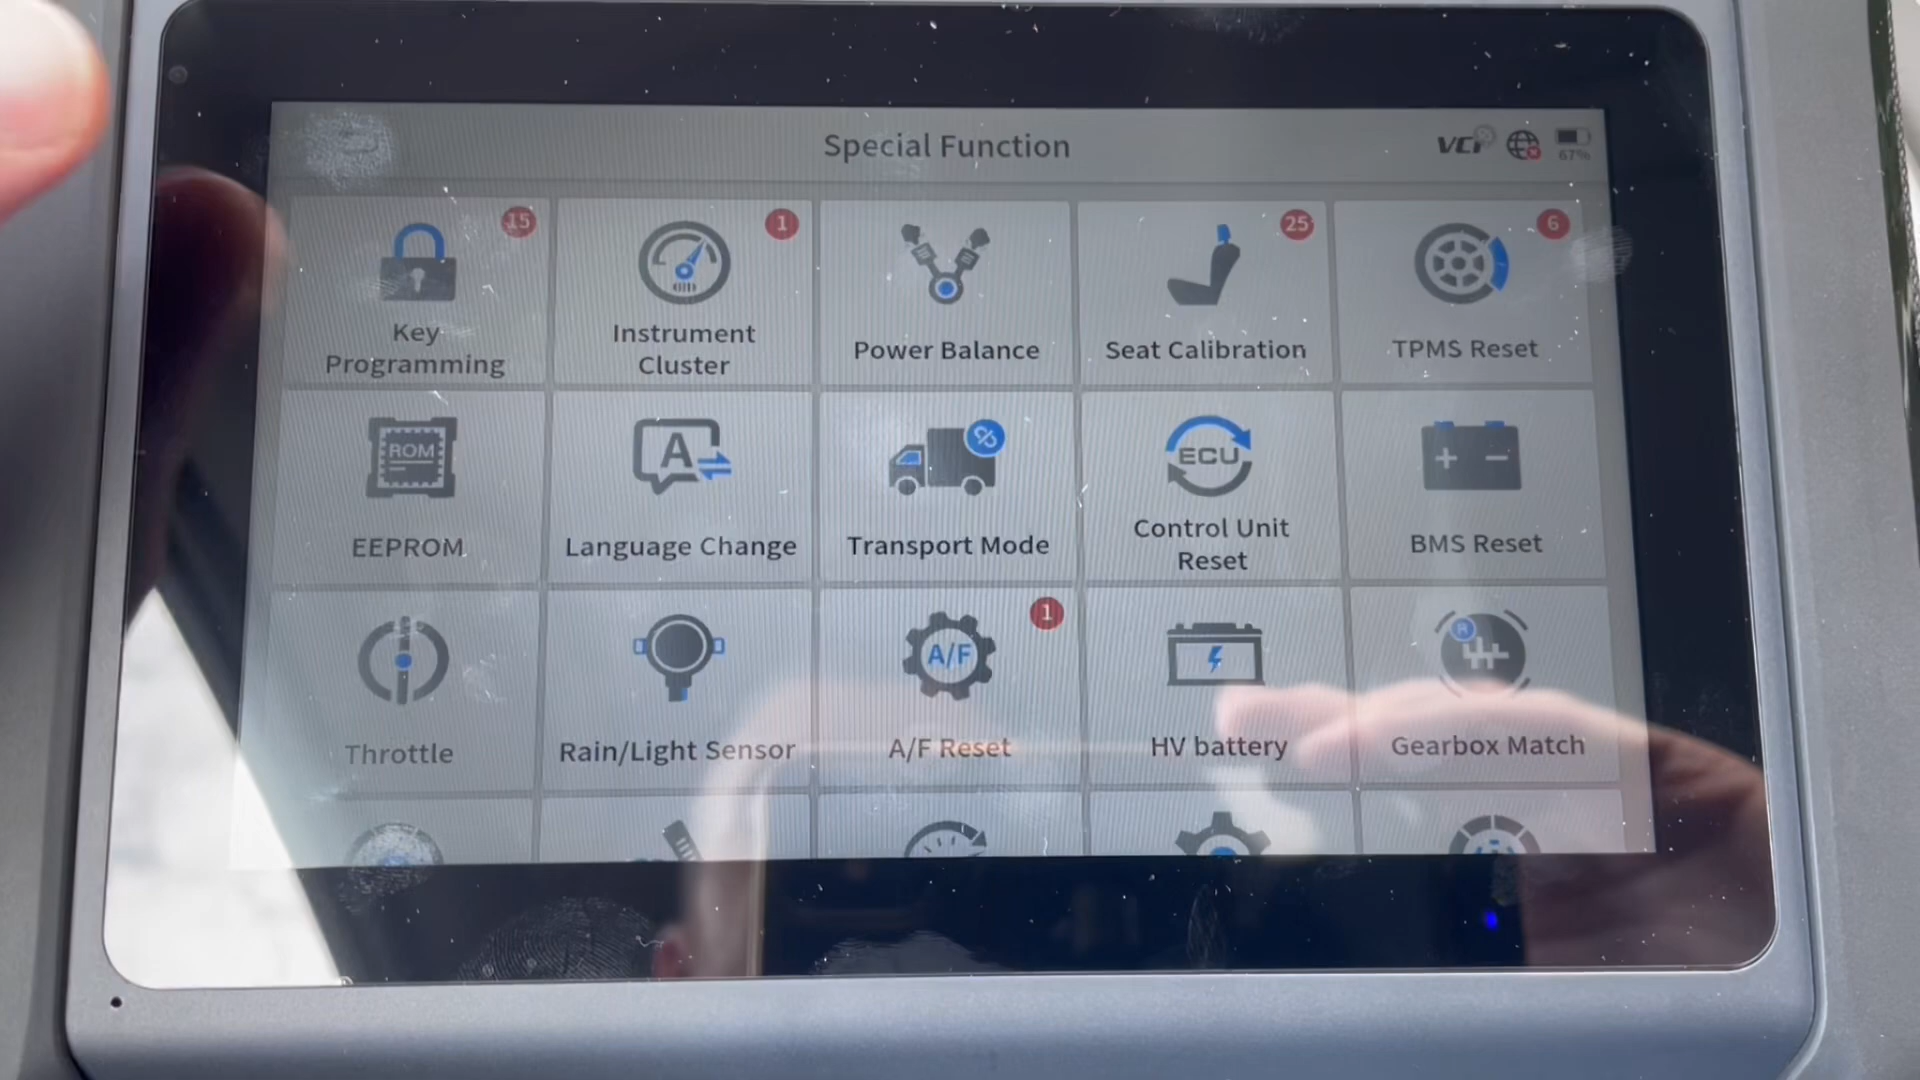 Special Function
VCI
67%
15
1
25
6
Key
Programming
Instrument
Cluster
Power Balance
Seat Calibration
TPMS Reset
ROM
A
ECU
+ −
EEPROM
Language Change
Transport Mode
Control Unit
Reset
BMS Reset
1
A/F
R
Throttle
Rain/Light Sensor
A/F Reset
HV battery
Gearbox Match